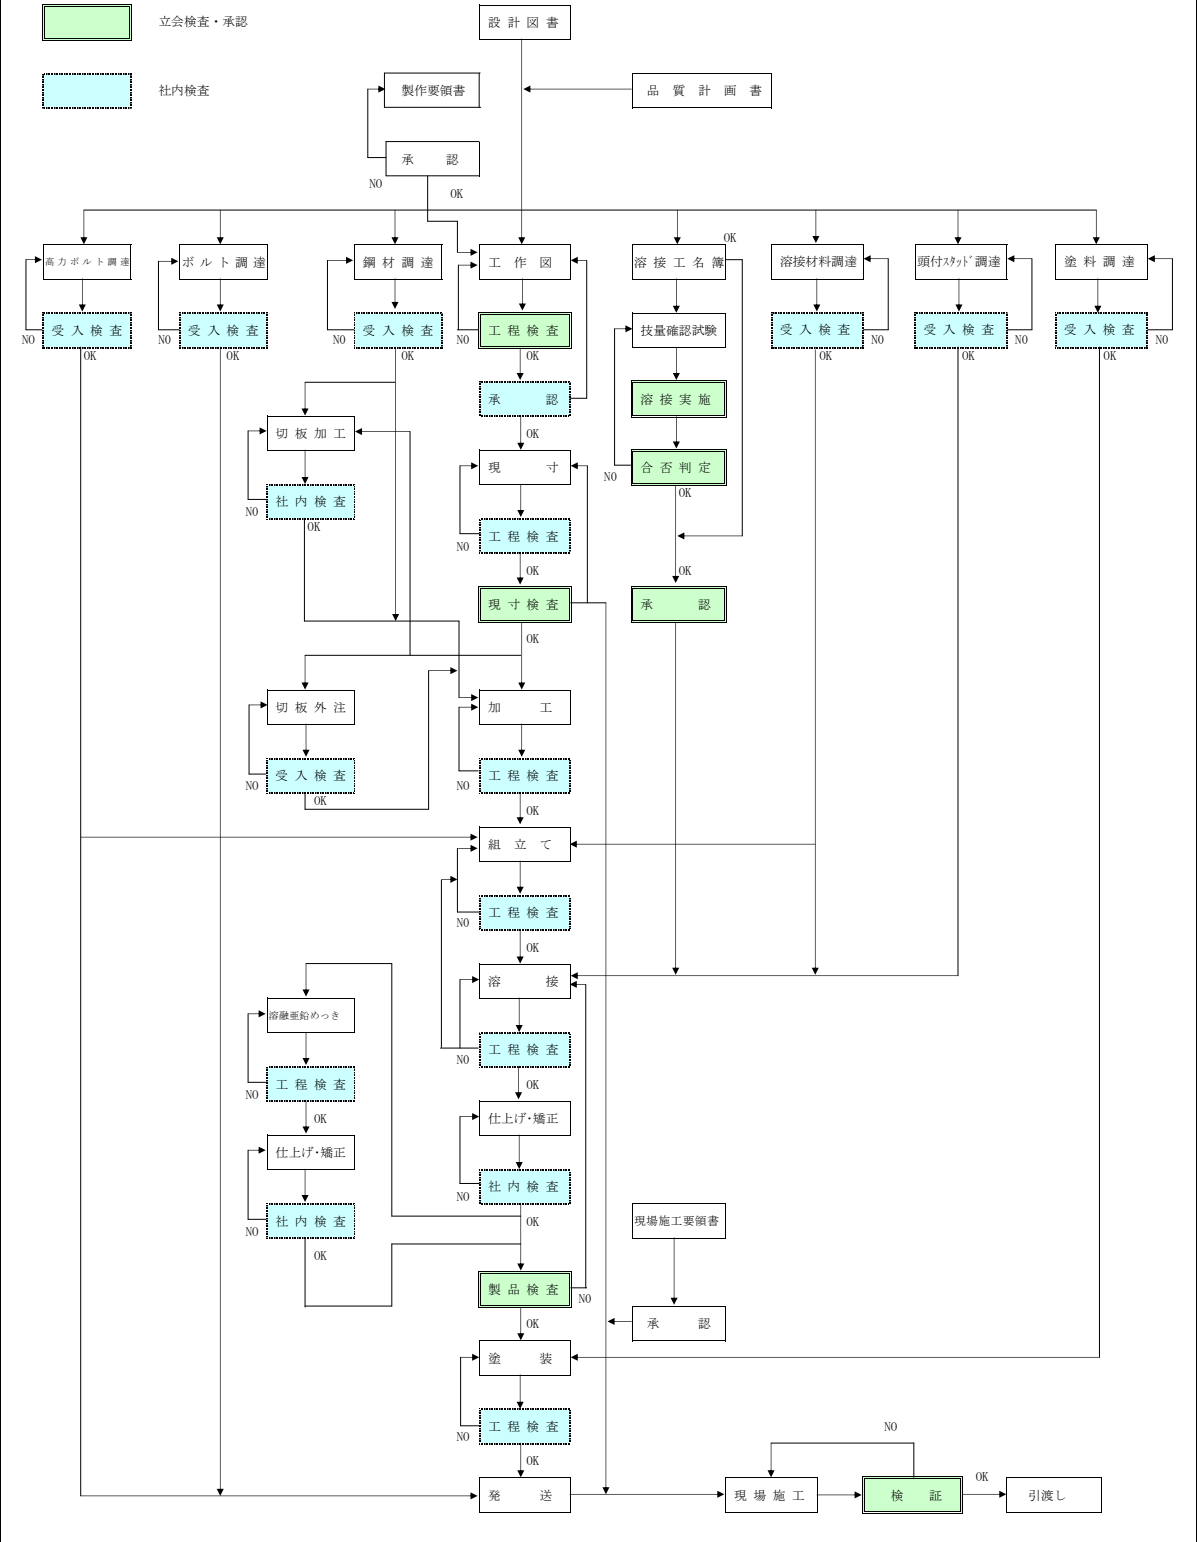 立会検査・承認
設計図書
社内検査
製作要領書
品質計画書
承認
NO
OK
高力ボルト調達
ボルト調達
鋼材調達
工作図
OK
溶接工名簿
溶接材料調達
頭付スタッド調達
塗料調達
NO
受入検査
OK
NO
受入検査
OK
NO
受入検査
OK
NO
工程検査
OK
技量確認試験
受入検査
NO
OK
受入検査
NO
OK
受入検査
NO
OK
承認
OK
溶接実施
切板加工
現寸
合否判定
NO
OK
社内検査
NO
OK
工程検査
NO
OK
OK
現寸検査
OK
承認
切板外注
加工
受入検査
NO
OK
工程検査
NO
OK
組立て
工程検査
NO
OK
溶接
溶融亜鉛めっき
工程検査
NO
OK
工程検査
NO
OK
仕上げ・矯正
仕上げ・矯正
社内検査
NO
OK
社内検査
NO
OK
現場施工要領書
製品検査
NO
OK
承認
塗装
工程検査
NO
OK
NO
発送
現場施工
検証
OK
引渡し